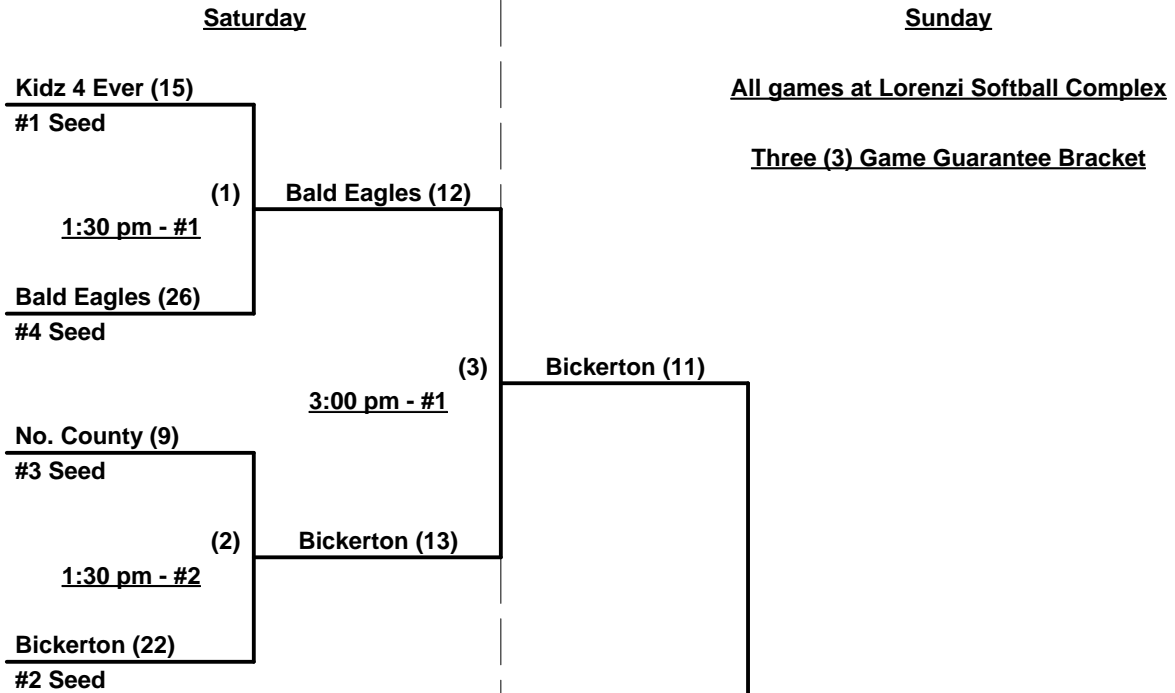 Saturday
Sunday
Kidz 4 Ever (15)
All games at Lorenzi Softball Complex
#1 Seed
Three (3) Game Guarantee Bracket
(1)
Bald Eagles (12)
1:30 pm - #1
Bald Eagles (26)
#4 Seed
(3)
Bickerton (11)
3:00 pm - #1
No. County (9)
#3 Seed
(2)
Bickerton (13)
1:30 pm - #2
Bickerton (22)
#2 Seed